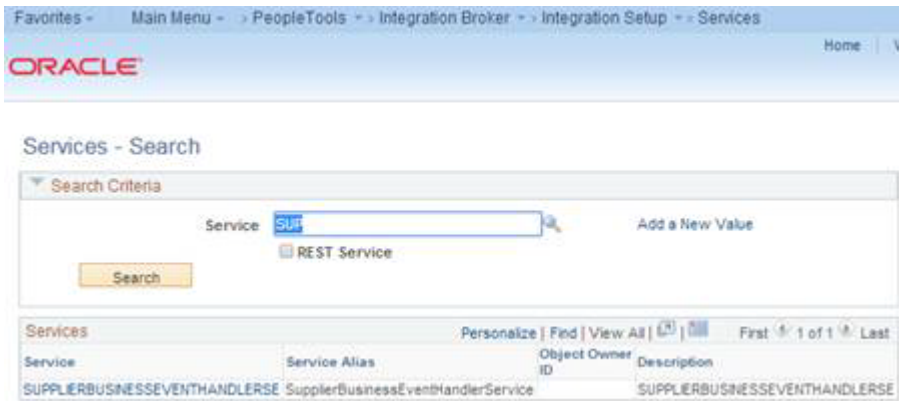 Favorites Main Menu > PeopleTools > Integration Broker > Integration Setup > Services
Home
ORACLE
Services - Search
Search Criteria
Service SUP Add a New Value
REST Service
Search
Services Personalize | Find | View All | | First 1 of 1 Last
Service Service Alias Object Owner ID Description
SUPPLIERBUSINESSEVENTHANDLERSE SupplierBusinessEventHandlerService SUPPLIERBUSINESSEVENTHANDLERSE